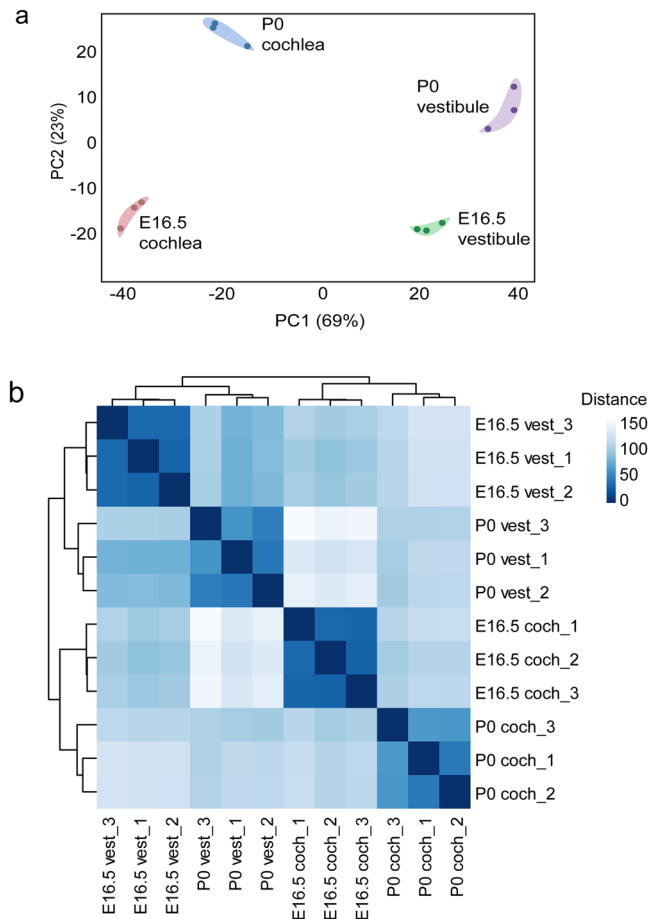 a
P0
cochlea
P0
vestibule
E16.5
cochlea
E16.5
vestibule
PC2 (23%)
20
10
0
-10
-20
-40
-20
0
20
40
PC1 (69%)
b
Distance
150
100
50
0
E16.5 vest_3
E16.5 vest_1
E16.5 vest_2
P0 vest_3
P0 vest_1
P0 vest_2
E16.5 coch_1
E16.5 coch_2
E16.5 coch_3
P0 coch_3
P0 coch_1
P0 coch_2
E16.5 vest_3
E16.5 vest_1
E16.5 vest_2
P0 vest_3
P0 vest_1
P0 vest_2
E16.5 coch_1
E16.5 coch_2
E16.5 coch_3
P0 coch_3
P0 coch_1
P0 coch_2